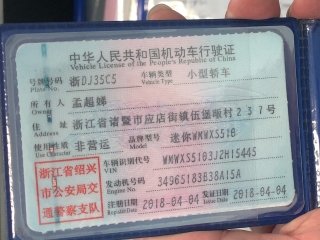 中华人民共和国机动车行驶证
Vehicle License of the People's Republic of China
号牌号码 浙DJ35C5 车辆类型 小型轿车
Plate No. Vehicle Type
所有人 孟超娣
Owner
住址 浙江省诸暨市应店街镇伍堡畈村237号
Address
使用性质 非营运 品牌型号 迷你WMWXS510
Use Character Model
浙江省绍兴市公安局交通警察支队
车辆识别代号 WMWXS5103J2H15445
VIN
发动机号码 34965183B38A15A
Engine No.
注册日期 2018-04-04 发证日期 2018-04-04
Register Date Issue Date